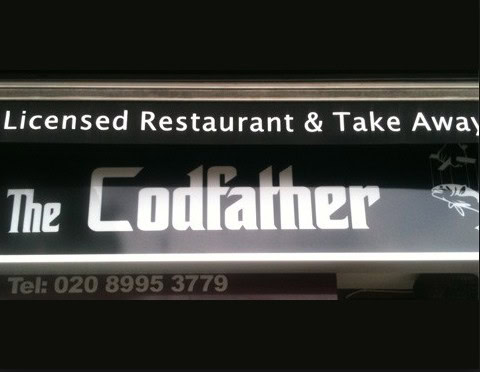 Licensed Restaurant & Take Away
The Codfather
Tel: 020 8995 3779